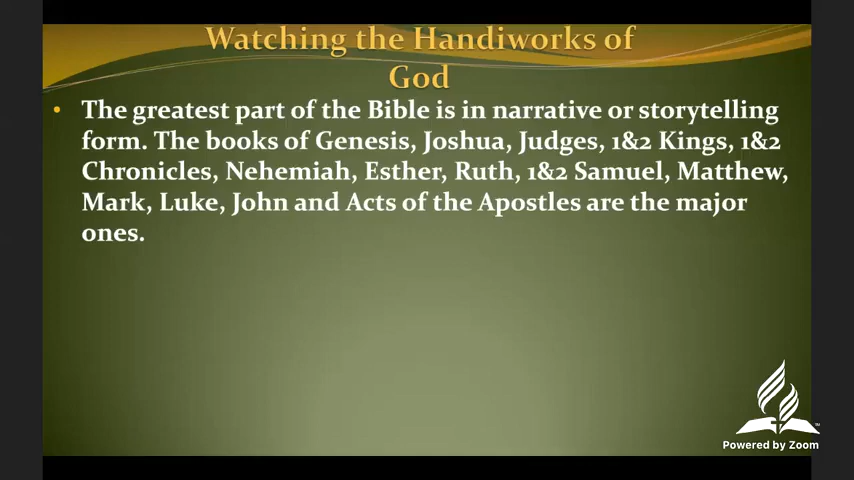 Watching the Handiworks of
God
• The greatest part of the Bible is in narrative or storytelling
form. The books of Genesis, Joshua, Judges, 1&2 Kings, 1&2
Chronicles, Nehemiah, Esther, Ruth, 1&2 Samuel, Matthew,
Mark, Luke, John and Acts of the Apostles are the major
ones.
TM
Powered by Zoom